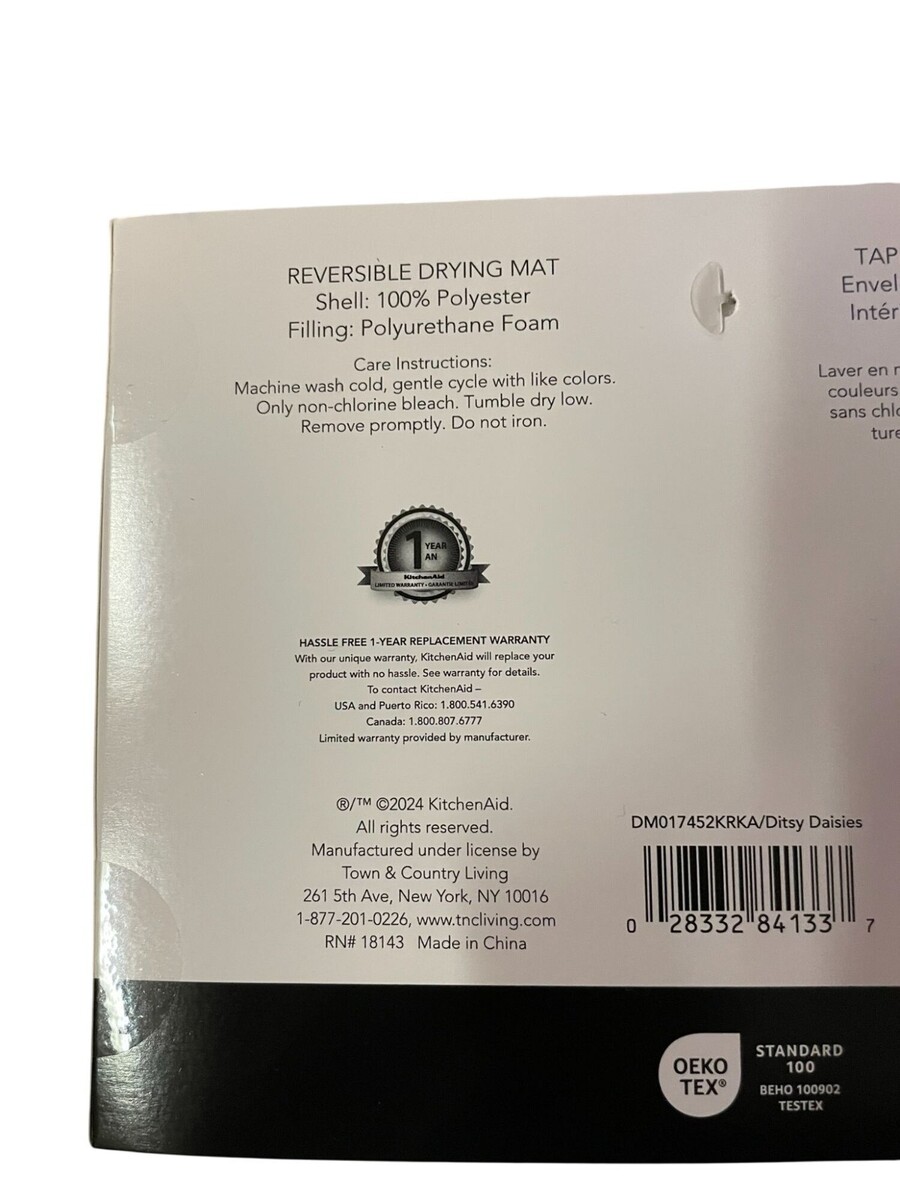 REVERSIBLE DRYING MAT
Shell: 100% Polyester
Filling: Polyurethane Foam
Care Instructions:
Machine wash cold, gentle cycle with like colors.
Only non-chlorine bleach. Tumble dry low.
Remove promptly. Do not iron.
1 YEAR
AN
KitchenAid
LIMITED WARRANTY • GARANTIE LIMITÉE
HASSLE FREE 1-YEAR REPLACEMENT WARRANTY
With our unique warranty, KitchenAid will replace your
product with no hassle. See warranty for details.
To contact KitchenAid –
USA and Puerto Rico: 1.800.541.6390
Canada: 1.800.807.6777
Limited warranty provided by manufacturer.
®/™ ©2024 KitchenAid.
All rights reserved.
Manufactured under license by
Town & Country Living
261 5th Ave, New York, NY 10016
1-877-201-0226, www.tncliving.com
RN# 18143 Made in China
TAP
Envel
Intér
Laver en
couleurs
sans chlo
ture
DM017452KRKA/Ditsy Daisies
0 28332 84133 7
OEKO
TEX®
STANDARD
100
BEHO 100902
TESTEX